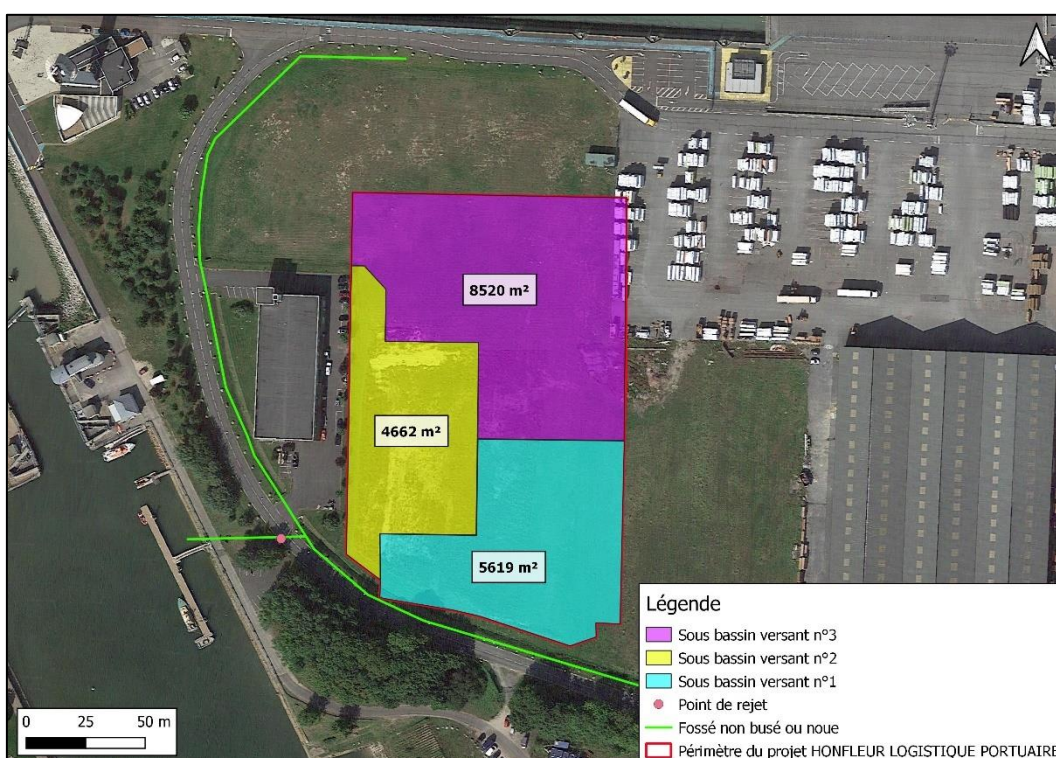 8520 m²
4662 m²
5619 m²
Légende
Sous bassin versant n°3
Sous bassin versant n°2
Sous bassin versant n°1
Point de rejet
Fossé non busé ou noue
Périmètre du projet HONFLEUR LOGISTIQUE PORTUAIRE
0 25 50 m